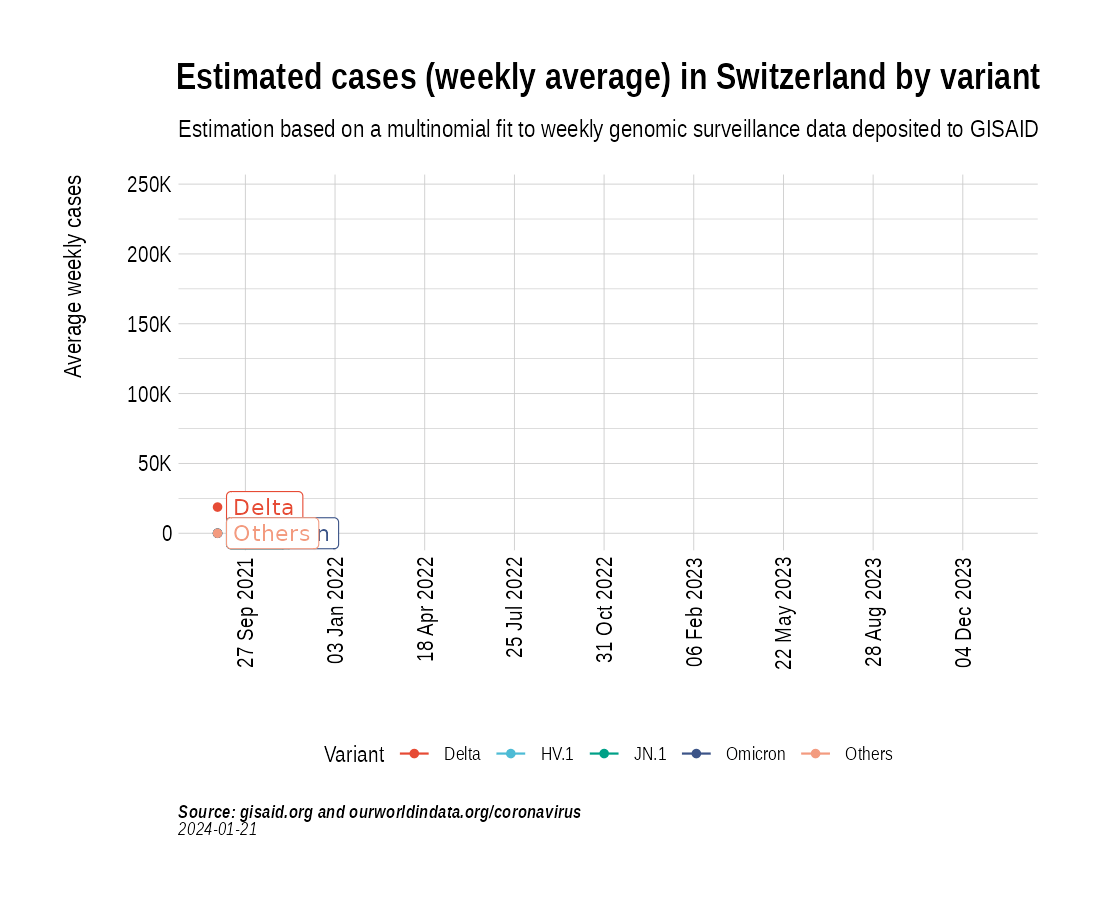 Estimated cases (weekly average) in Switzerland by variant
Estimation based on a multinomial fit to weekly genomic surveillance data deposited to GISAID
Average weekly cases
250K
200K
150K
100K
50K
0
Delta
Others
n
27 Sep 2021
03 Jan 2022
18 Apr 2022
25 Jul 2022
31 Oct 2022
06 Feb 2023
22 May 2023
28 Aug 2023
04 Dec 2023
Variant Delta HV.1 JN.1 Omicron Others
Source: gisaid.org and ourworldindata.org/coronavirus
2024-01-21